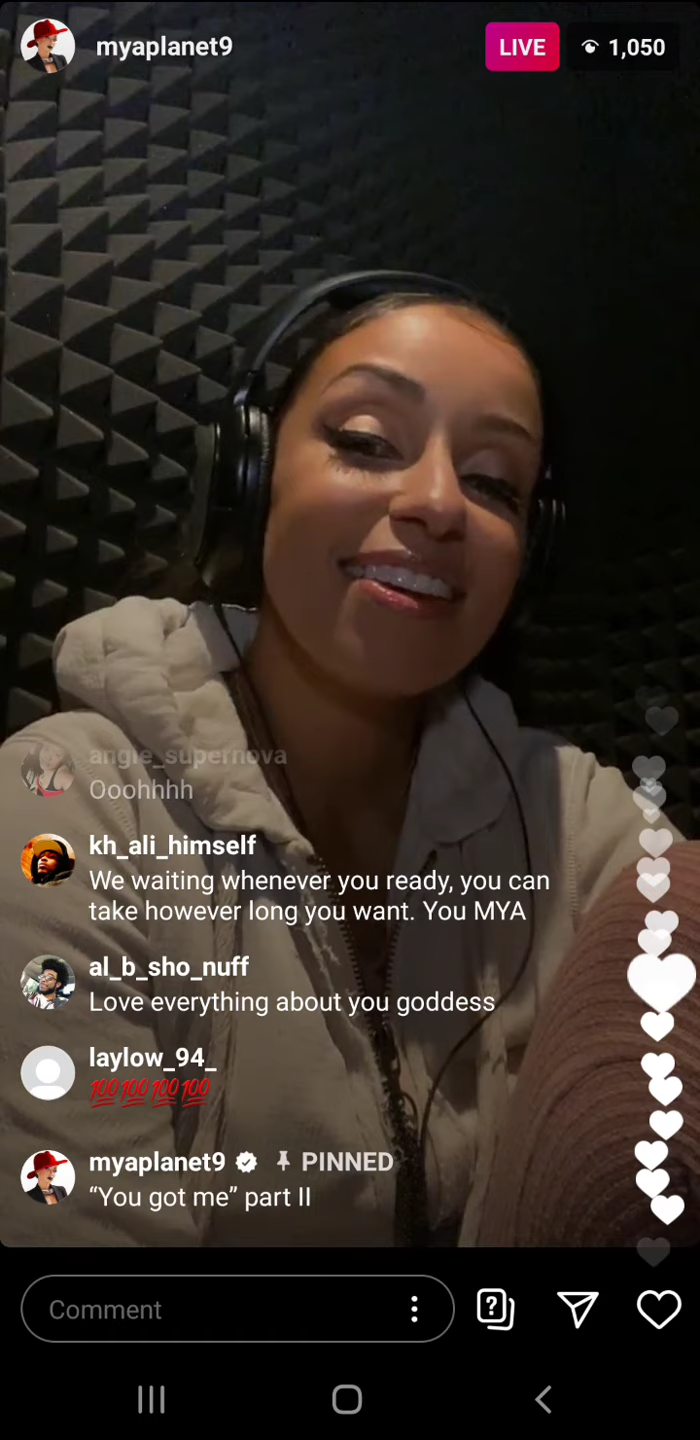 myaplanet9
LIVE
1,050
angie_supernova
Ooohhhh
kh_ali_himself
We waiting whenever you ready, you can
take however long you want. You MYA
al_b_sho_nuff
Love everything about you goddess
laylow_94_
💯💯💯💯
myaplanet9 PINNED
“You got me” part II
Comment